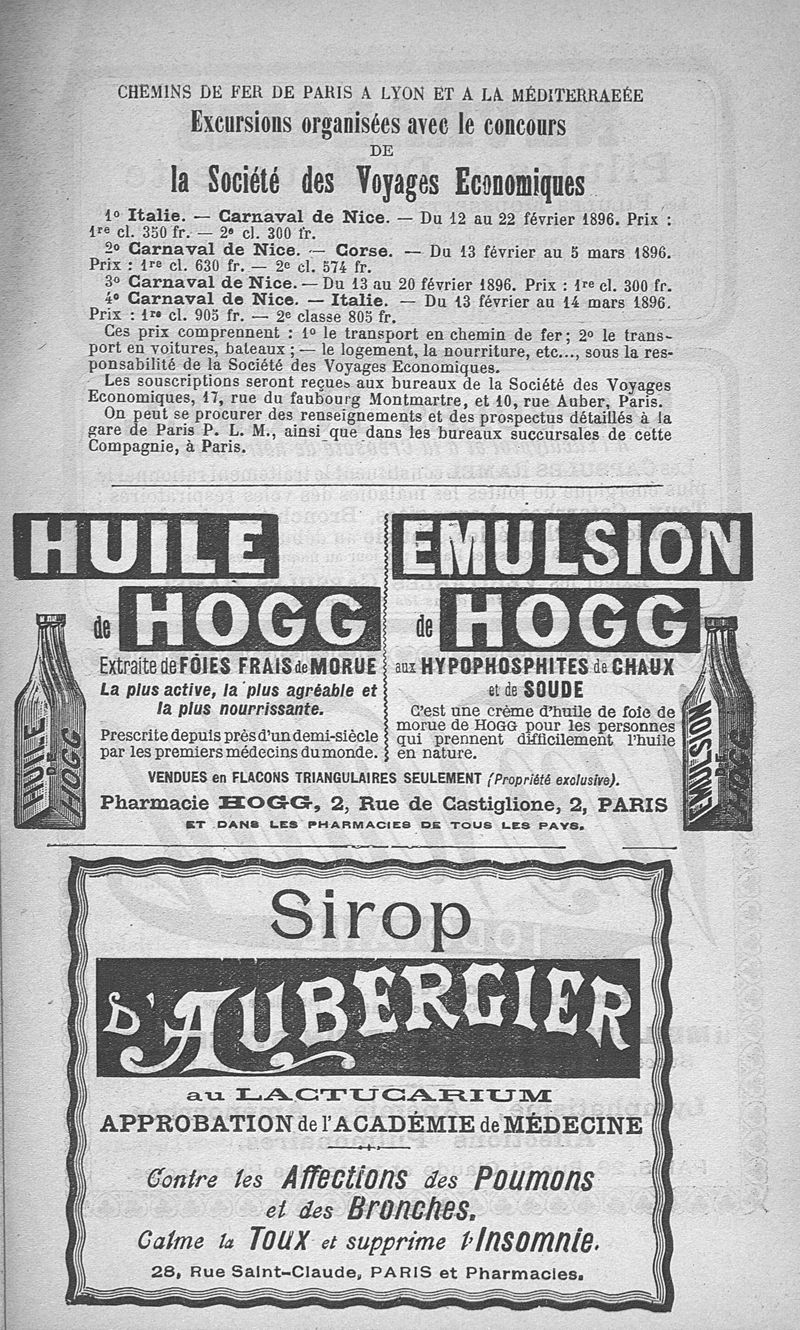 CHEMINS DE FER DE PARIS A LYON ET A LA MÉDITERRAEÉE
Excursions organisées avec le concours
DE
la Société des Voyages Economiques
1º Italie. — Carnaval de Nice. — Du 12 au 22 février 1896. Prix :
1re cl. 350 fr. — 2e cl. 300 fr.
2º Carnaval de Nice. — Corse. — Du 13 février au 5 mars 1896.
Prix : 1re cl. 630 fr. — 2e cl. 574 fr.
3º Carnaval de Nice. — Du 13 au 20 février 1896. Prix : 1re cl. 300 fr.
4º Carnaval de Nice. — Italie. — Du 13 février au 14 mars 1896.
Prix : 1re cl. 905 fr. — 2e classe 805 fr.
Ces prix comprennent : 1º le transport en chemin de fer; 2º le trans-
port en voitures, bateaux ; — le logement, la nourriture, etc..., sous la res-
ponsabilité de la Société des Voyages Economiques.
Les souscriptions seront reçues aux bureaux de la Société des Voyages
Economiques, 17, rue du faubourg Montmartre, et 10, rue Auber, Paris.
On peut se procurer des renseignements et des prospectus détaillés à la
gare de Paris P. L. M., ainsi que dans les bureaux succursales de cette
Compagnie, à Paris.
HUILE
de HOGG
Extraite de FÔIES FRAIS de MORUE
La plus active, la plus agréable et
la plus nourrissante.
Prescrite depuis près d'un demi-siècle
par les premiers médecins du monde.
HUILE
DE
HOGG
EMULSION
de HOGG
aux HYPOPHOSPHITES de CHAUX
et de SOUDE
C'est une crème d'huile de foie de
morue de HOGG pour les personnes
qui prennent difficilement l'huile
en nature.
EMULSION
DE
HOGG
VENDUES en FLACONS TRIANGULAIRES SEULEMENT (Propriété exclusive).
Pharmacie HOGG, 2, Rue de Castiglione, 2, PARIS
ET DANS LES PHARMACIES DE TOUS LES PAYS.
Sirop
D'AUBERGIER
au LACTUCARIUM
APPROBATION de l'ACADÉMIE de MÉDECINE
Contre les Affections des Poumons
et des Bronches.
Calme la Toux et supprime l'Insomnie.
28, Rue Saint-Claude, PARIS et Pharmacies.